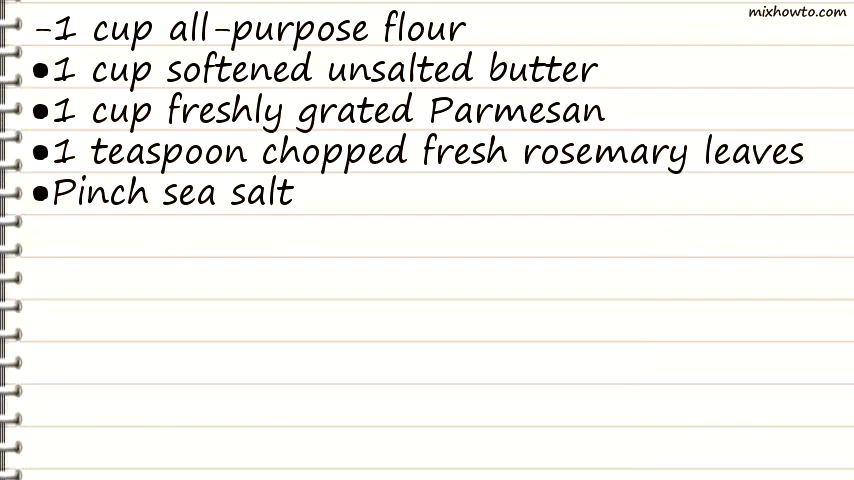 mixhowto.com
-1 cup all-purpose flour
●1 cup softened unsalted butter
●1 cup freshly grated Parmesan
●1 teaspoon chopped fresh rosemary leaves
●Pinch sea salt